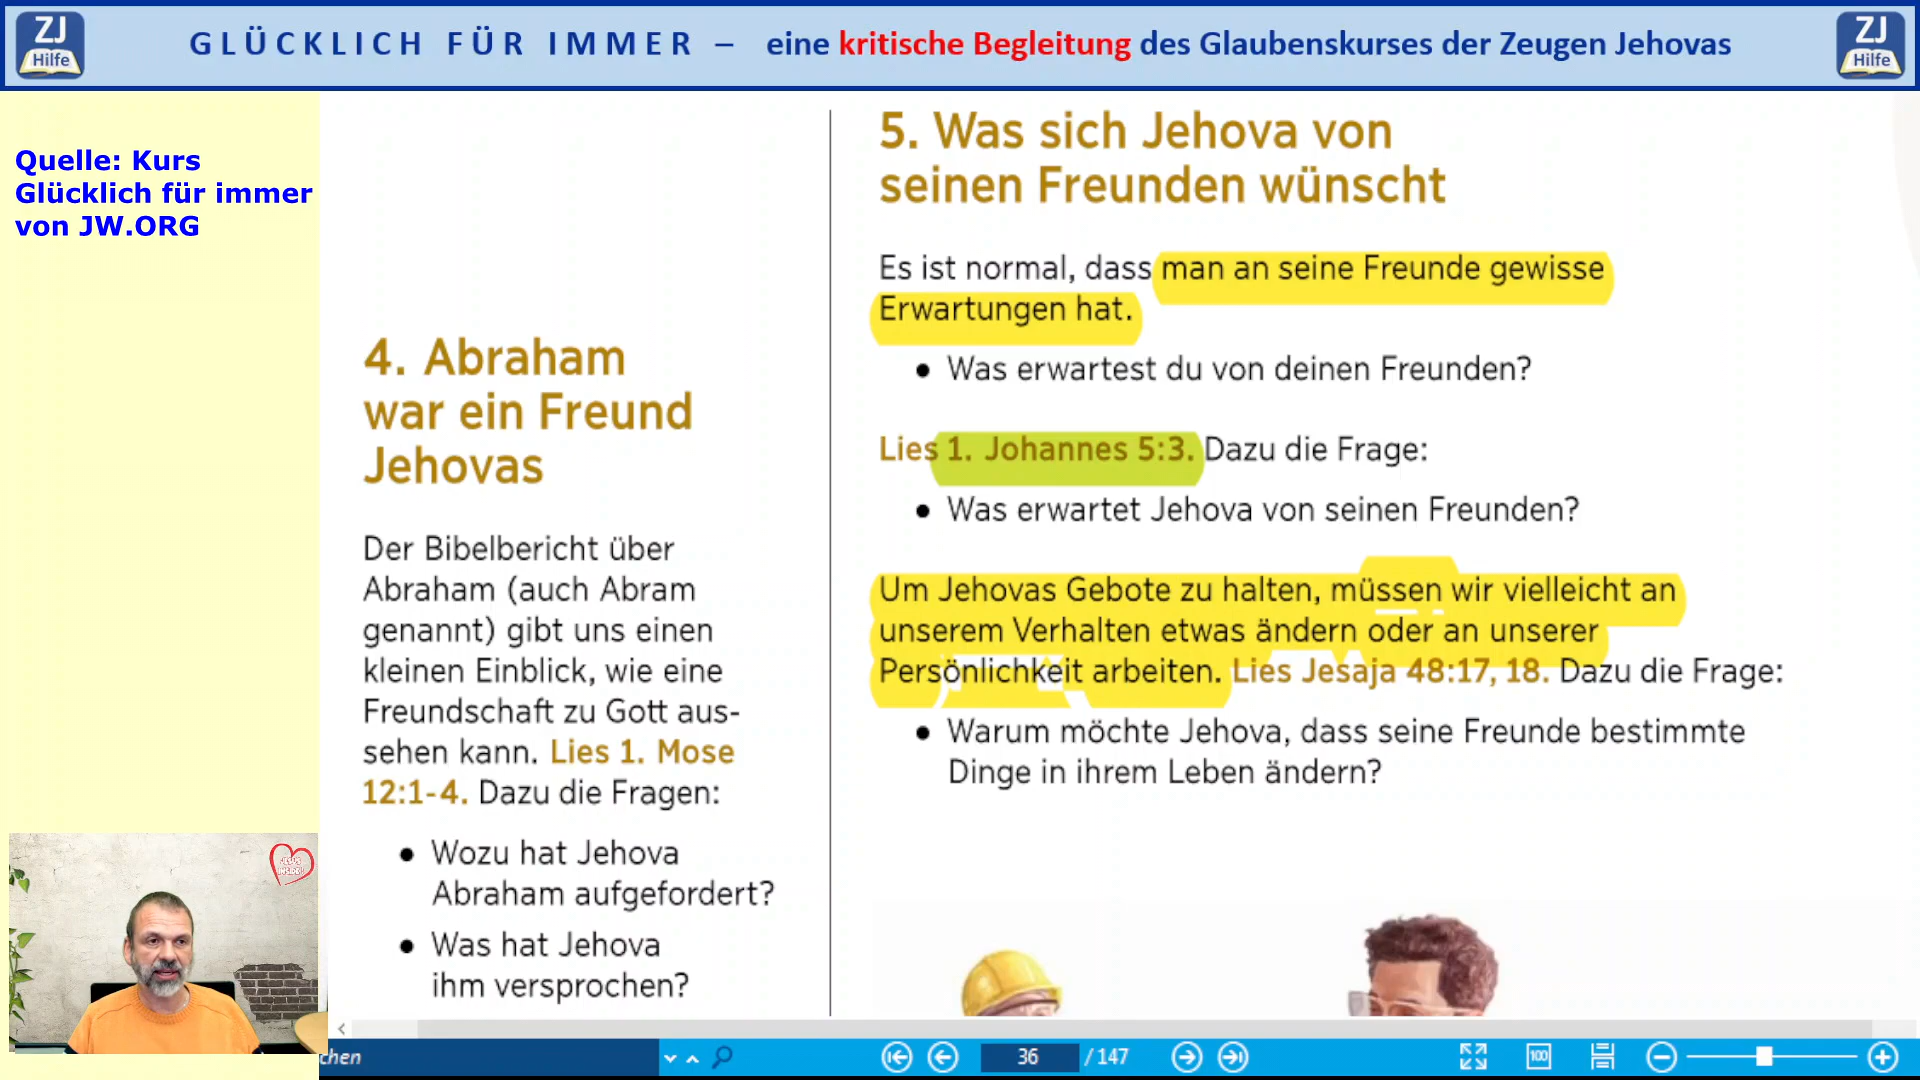 ZJ
Hilfe
GLÜCKLICH FÜR IMMER – eine kritische Begleitung des Glaubenskurses der Zeugen Jehovas
ZJ
Hilfe
Quelle: Kurs
Glücklich für immer
von JW.ORG
4. Abraham
war ein Freund
Jehovas
Der Bibelbericht über
Abraham (auch Abram
genannt) gibt uns einen
kleinen Einblick, wie eine
Freundschaft zu Gott aus-
sehen kann. Lies 1. Mose
12:1-4. Dazu die Fragen:
• Wozu hat Jehova
Abraham aufgefordert?
• Was hat Jehova
ihm versprochen?
5. Was sich Jehova von
seinen Freunden wünscht
Es ist normal, dass man an seine Freunde gewisse
Erwartungen hat.
• Was erwartest du von deinen Freunden?
Lies 1. Johannes 5:3. Dazu die Frage:
• Was erwartet Jehova von seinen Freunden?
Um Jehovas Gebote zu halten, müssen wir vielleicht an
unserem Verhalten etwas ändern oder an unserer
Persönlichkeit arbeiten. Lies Jesaja 48:17, 18. Dazu die Frage:
• Warum möchte Jehova, dass seine Freunde bestimmte
Dinge in ihrem Leben ändern?
chen
36 / 147
100